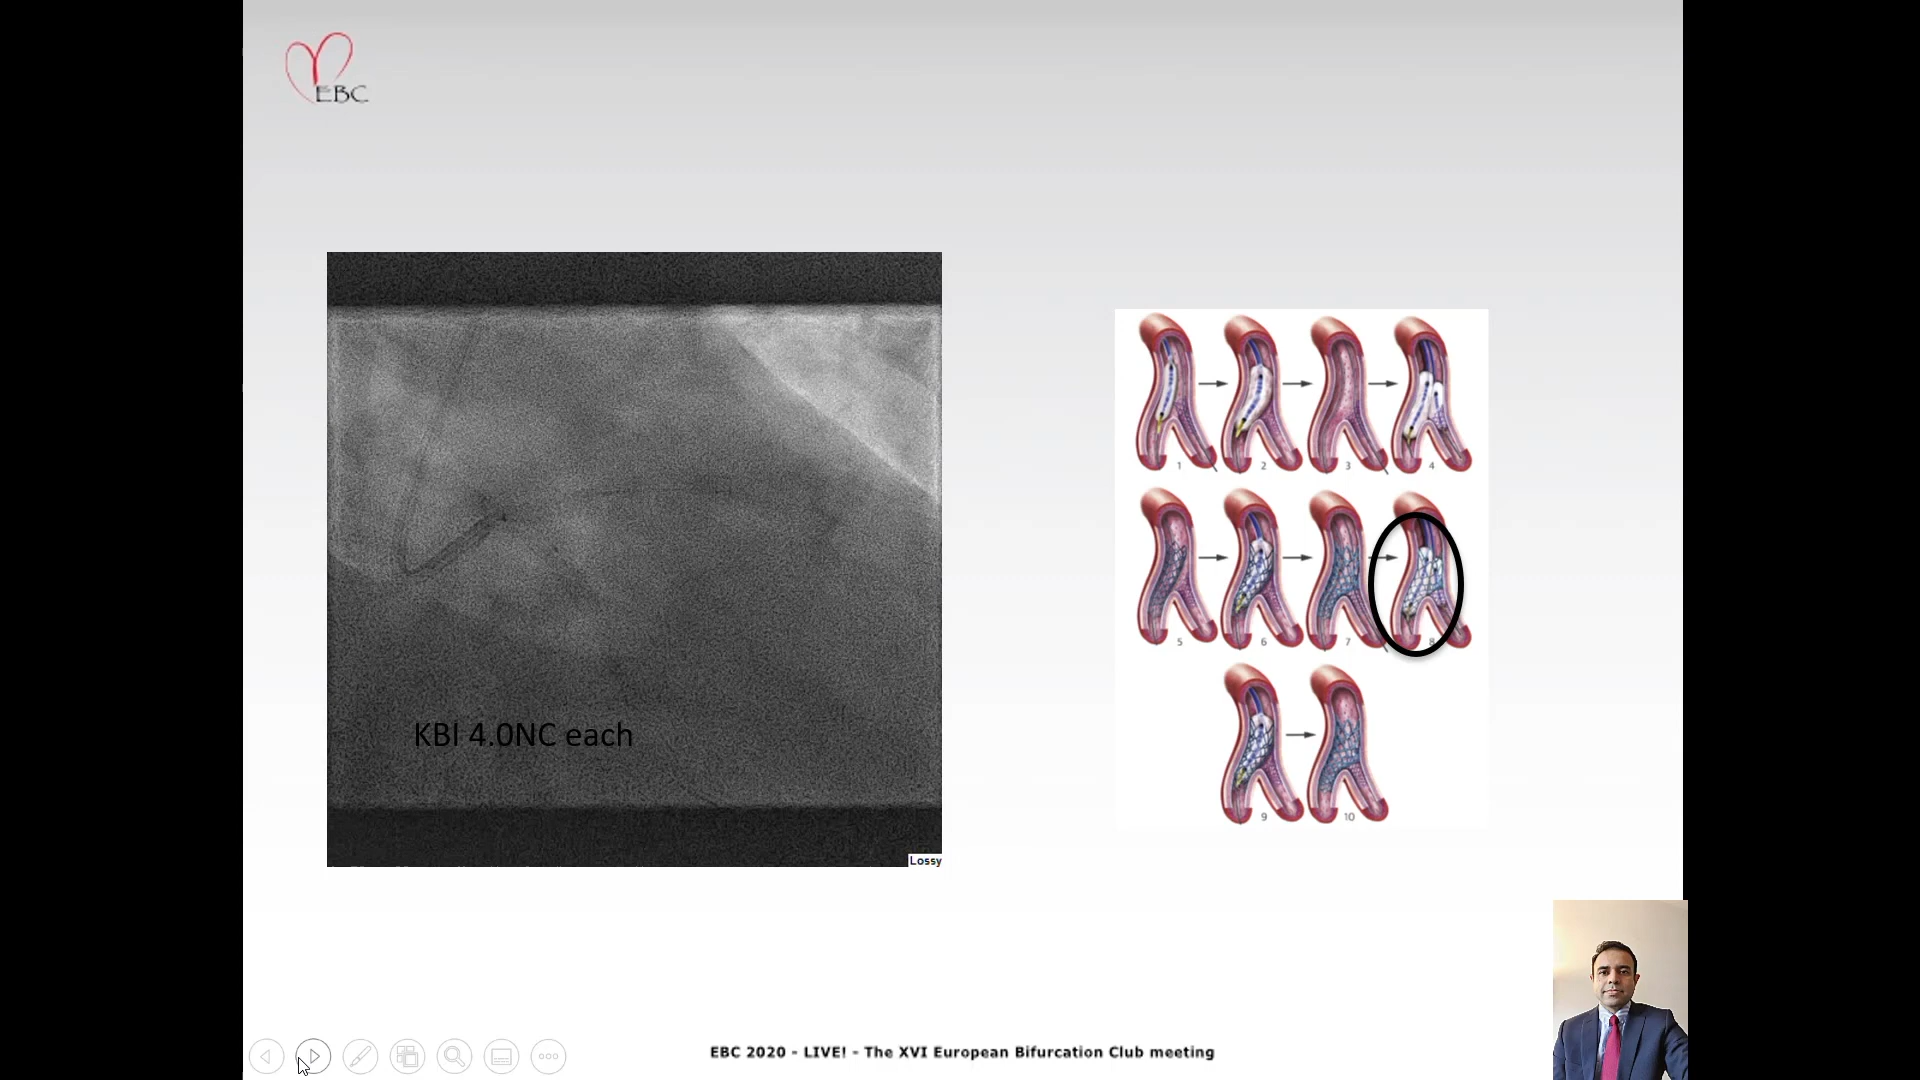 EBC
KBI 4.0NC each
Lossy
1
2
3
4
5
6
7
8
9
10
EBC 2020 - LIVE! - The XVI European Bifurcation Club meeting